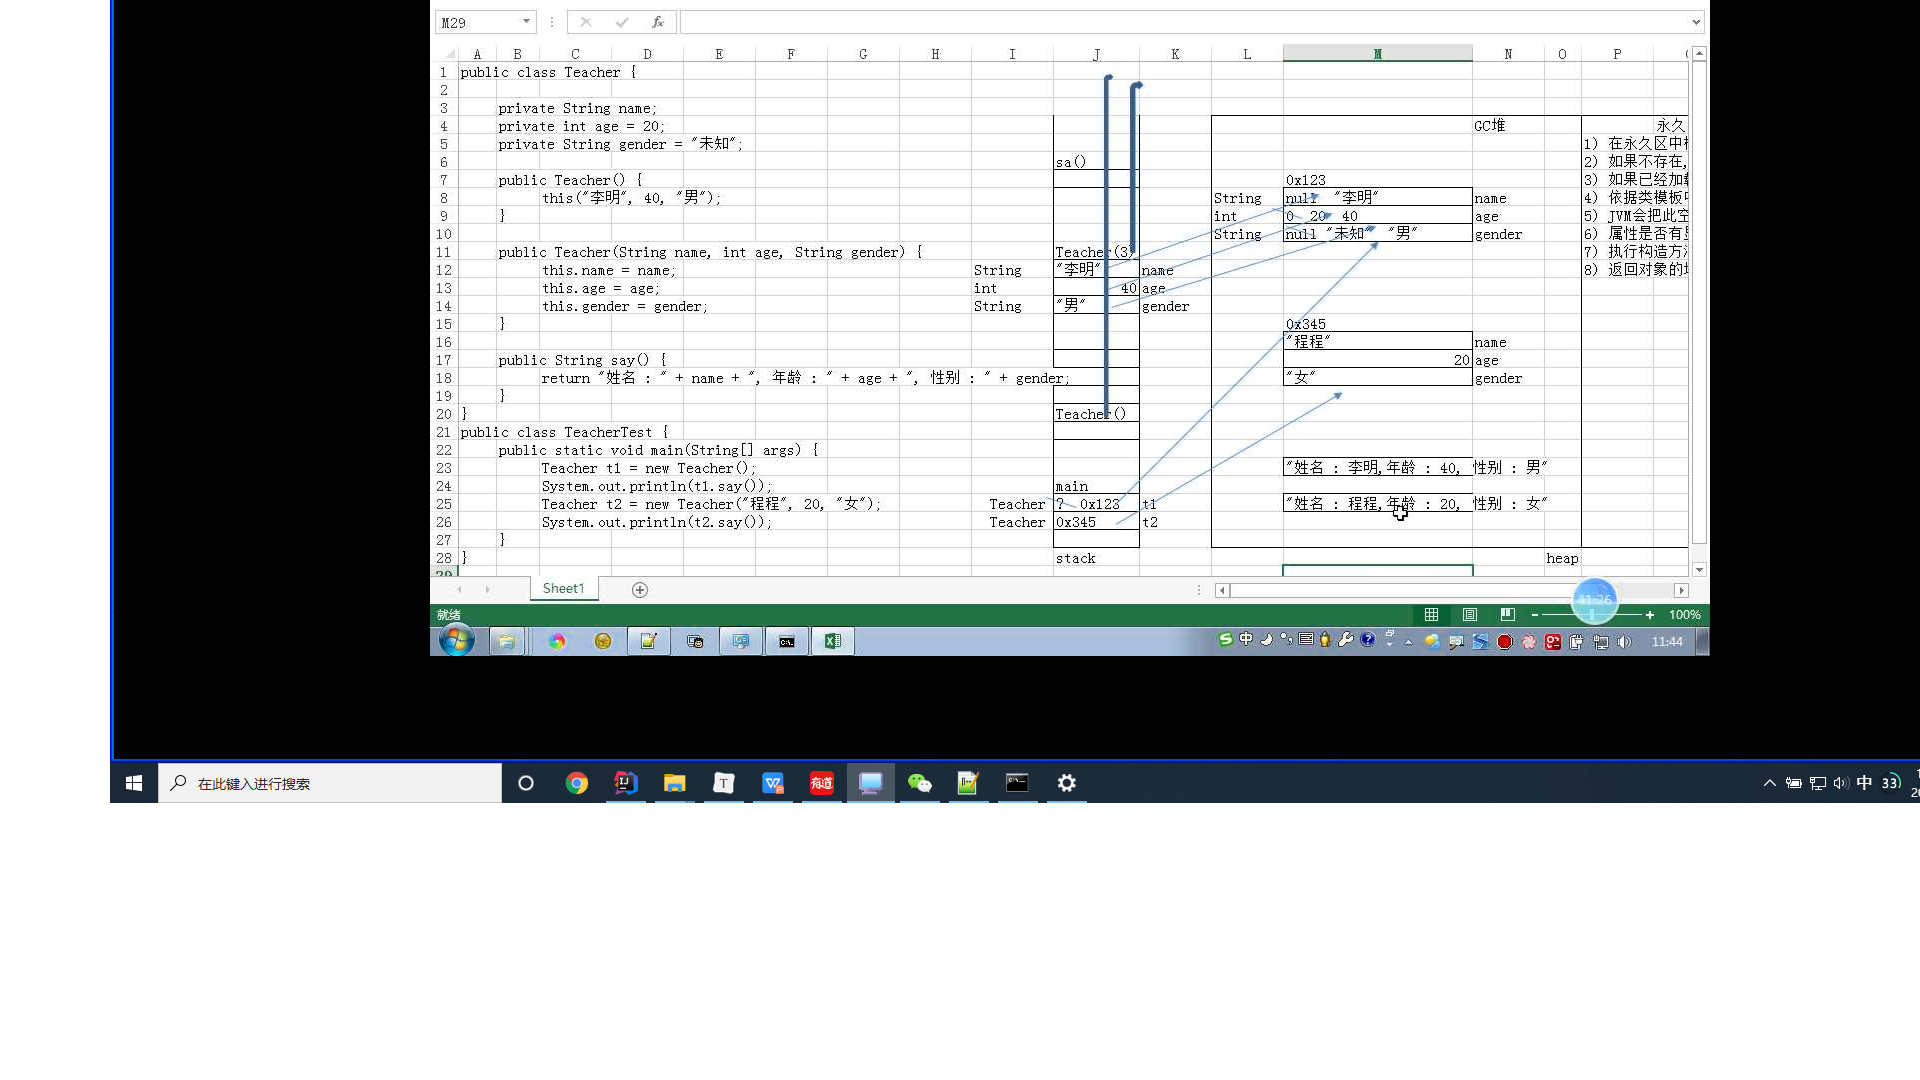 M29
fx
A B C D E F G H I J K L M N O P
1 public class Teacher {
2
3 private String name;
4 private int age = 20; GC堆 永久
5 private String gender = "未知"; 1) 在永久区中
6 sa() 2) 如果不存在,
7 public Teacher() { 0x123 3) 如果已经加载
8 this("李明", 40, "男"); String null "李明" name 4) 依据类模板
9 } int 0 20 40 age 5) JVM会把此空
10 String null "未知" "男" gender 6) 属性是否有
11 public Teacher(String name, int age, String gender) { Teacher(3) 7) 执行构造方
12 this.name = name; String "李明" name 8) 返回对象的
13 this.age = age; int 40 age
14 this.gender = gender; String "男" gender
15 } 0x345
16 "程程" name
17 public String say() { 20 age
18 return "姓名 : " + name + ", 年龄 : " + age + ", 性别 : " + gender; "女" gender
19 }
20 } Teacher()
21 public class TeacherTest {
22 public static void main(String[] args) {
23 Teacher t1 = new Teacher(); "姓名 : 李明,年龄 : 40, 性别 : 男"
24 System.out.println(t1.say()); main
25 Teacher t2 = new Teacher("程程", 20, "女"); Teacher ? 0x123 t1 "姓名 : 程程,年龄 : 20, 性别 : 女"
26 System.out.println(t2.say()); Teacher 0x345 t2
27 }
28 } stack heap
29
Sheet1
41:26
就绪 100%
中 11:44
在此键入进行搜索 T 有道 中 33